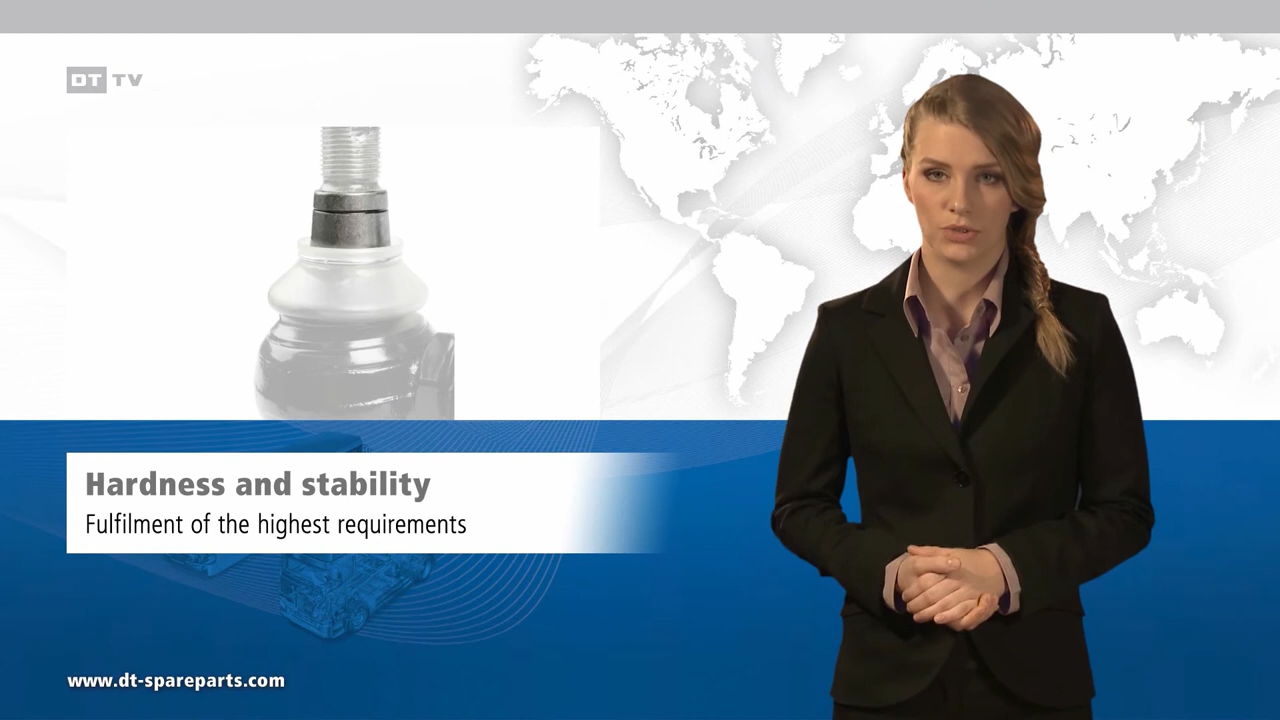 DT TV
Hardness and stability
Fulfilment of the highest requirements
www.dt-spareparts.com